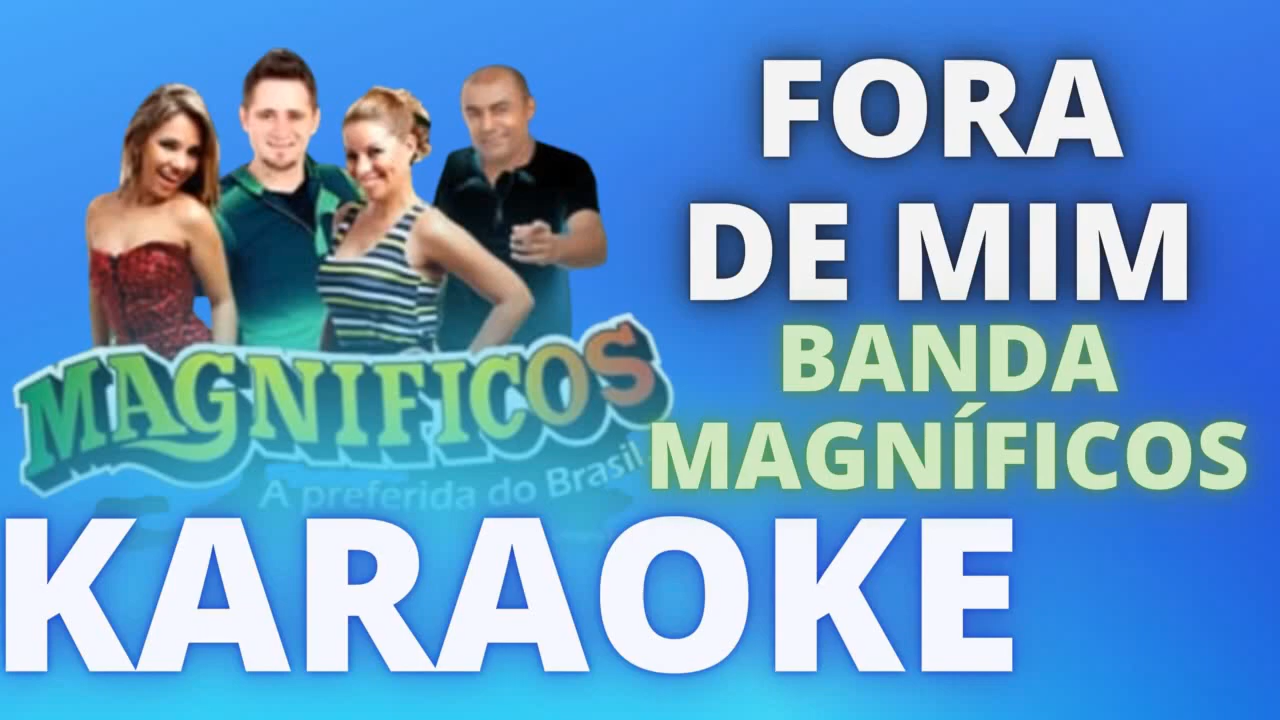 FORA
DE MIM
BANDA
MAGNÍFICOS
MAGNIFICOS
A preferida do Brasil
KARAOKE